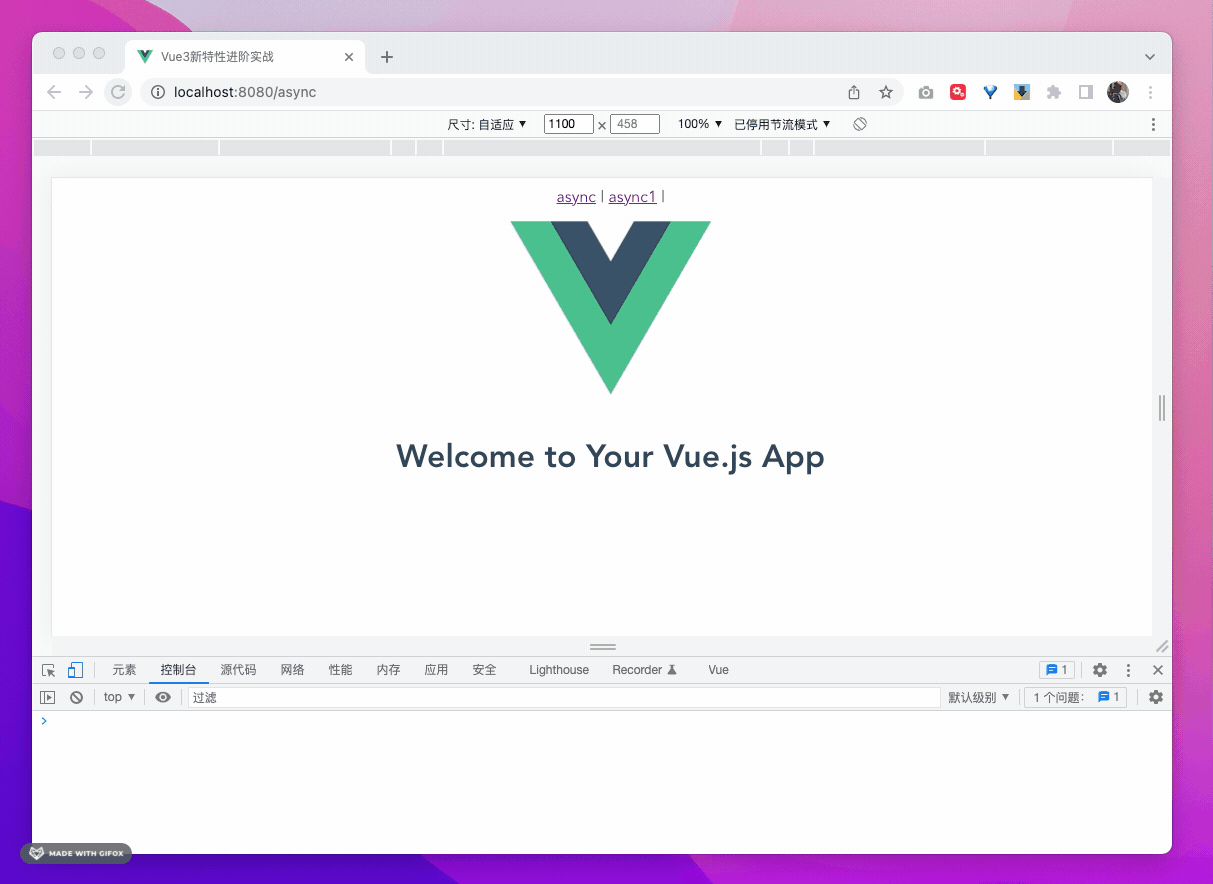 Vue3新特性进阶实战
localhost:8080/async
尺寸: 自适应 ▼ 1100 × 458 100% ▼ 已停用节流模式 ▼
async | async1 |
Welcome to Your Vue.js App
元素 控制台 源代码 网络 性能 内存 应用 安全 Lighthouse Recorder Vue 1
top ▼ 过滤 默认级别 ▼ 1 个问题: 1
MADE WITH GIFOX